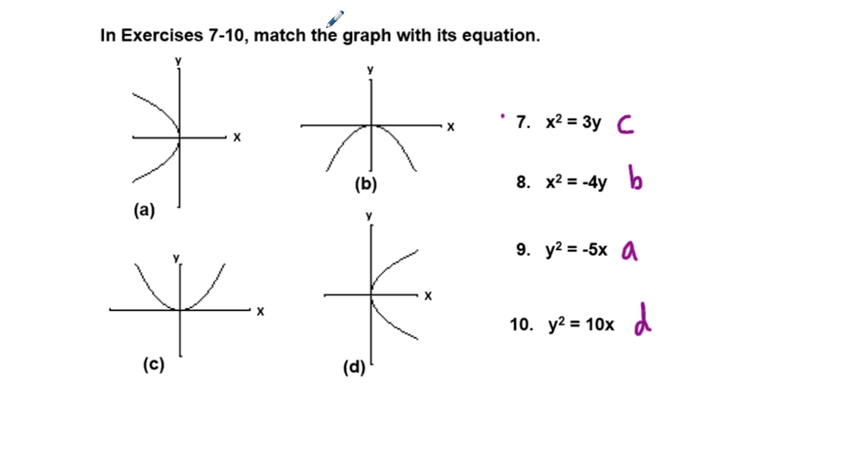 In Exercises 7-10, match the graph with its equation.
y
x
(a)
y
x
(b)
7. x² = 3y c
8. x² = -4y b
y
x
(c)
y
x
(d)
9. y² = -5x a
10. y² = 10x d